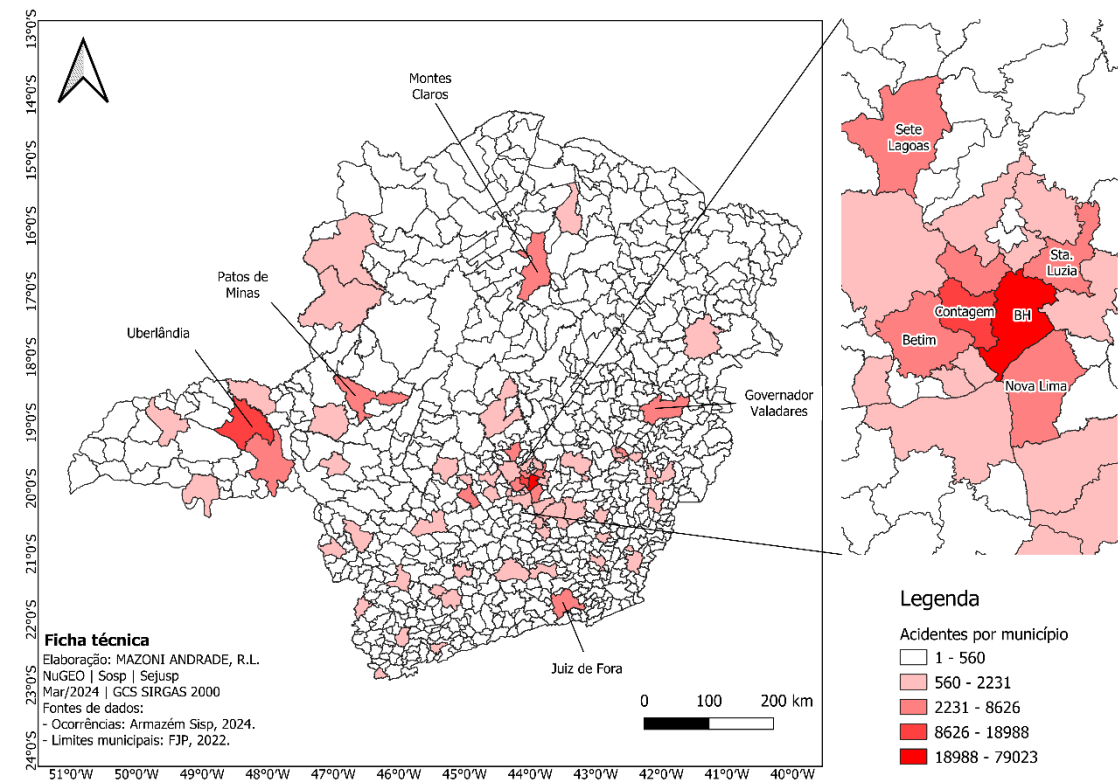 13°0'S
14°0'S
15°0'S
16°0'S
17°0'S
18°0'S
19°0'S
20°0'S
21°0'S
22°0'S
23°0'S
24°0'S
Montes
Claros
Patos de
Minas
Uberlândia
Governador
Valadares
Juiz de Fora
Sete
Lagoas
Sta.
Luzia
Contagem
BH
Betim
Nova Lima
Ficha técnica
Elaboração: MAZONI ANDRADE, R.L.
NuGEO | Sosp | Sejusp
Mar/2024 | GCS SIRGAS 2000
Fontes de dados:
- Ocorrências: Armazém Sisp, 2024.
- Limites municipais: FJP, 2022.
0 100 200 km
51°0'W 50°0'W 49°0'W 48°0'W 47°0'W 46°0'W 45°0'W 44°0'W 43°0'W 42°0'W 41°0'W 40°0'W
Legenda
Acidentes por município
1 - 560
560 - 2231
2231 - 8626
8626 - 18988
18988 - 79023